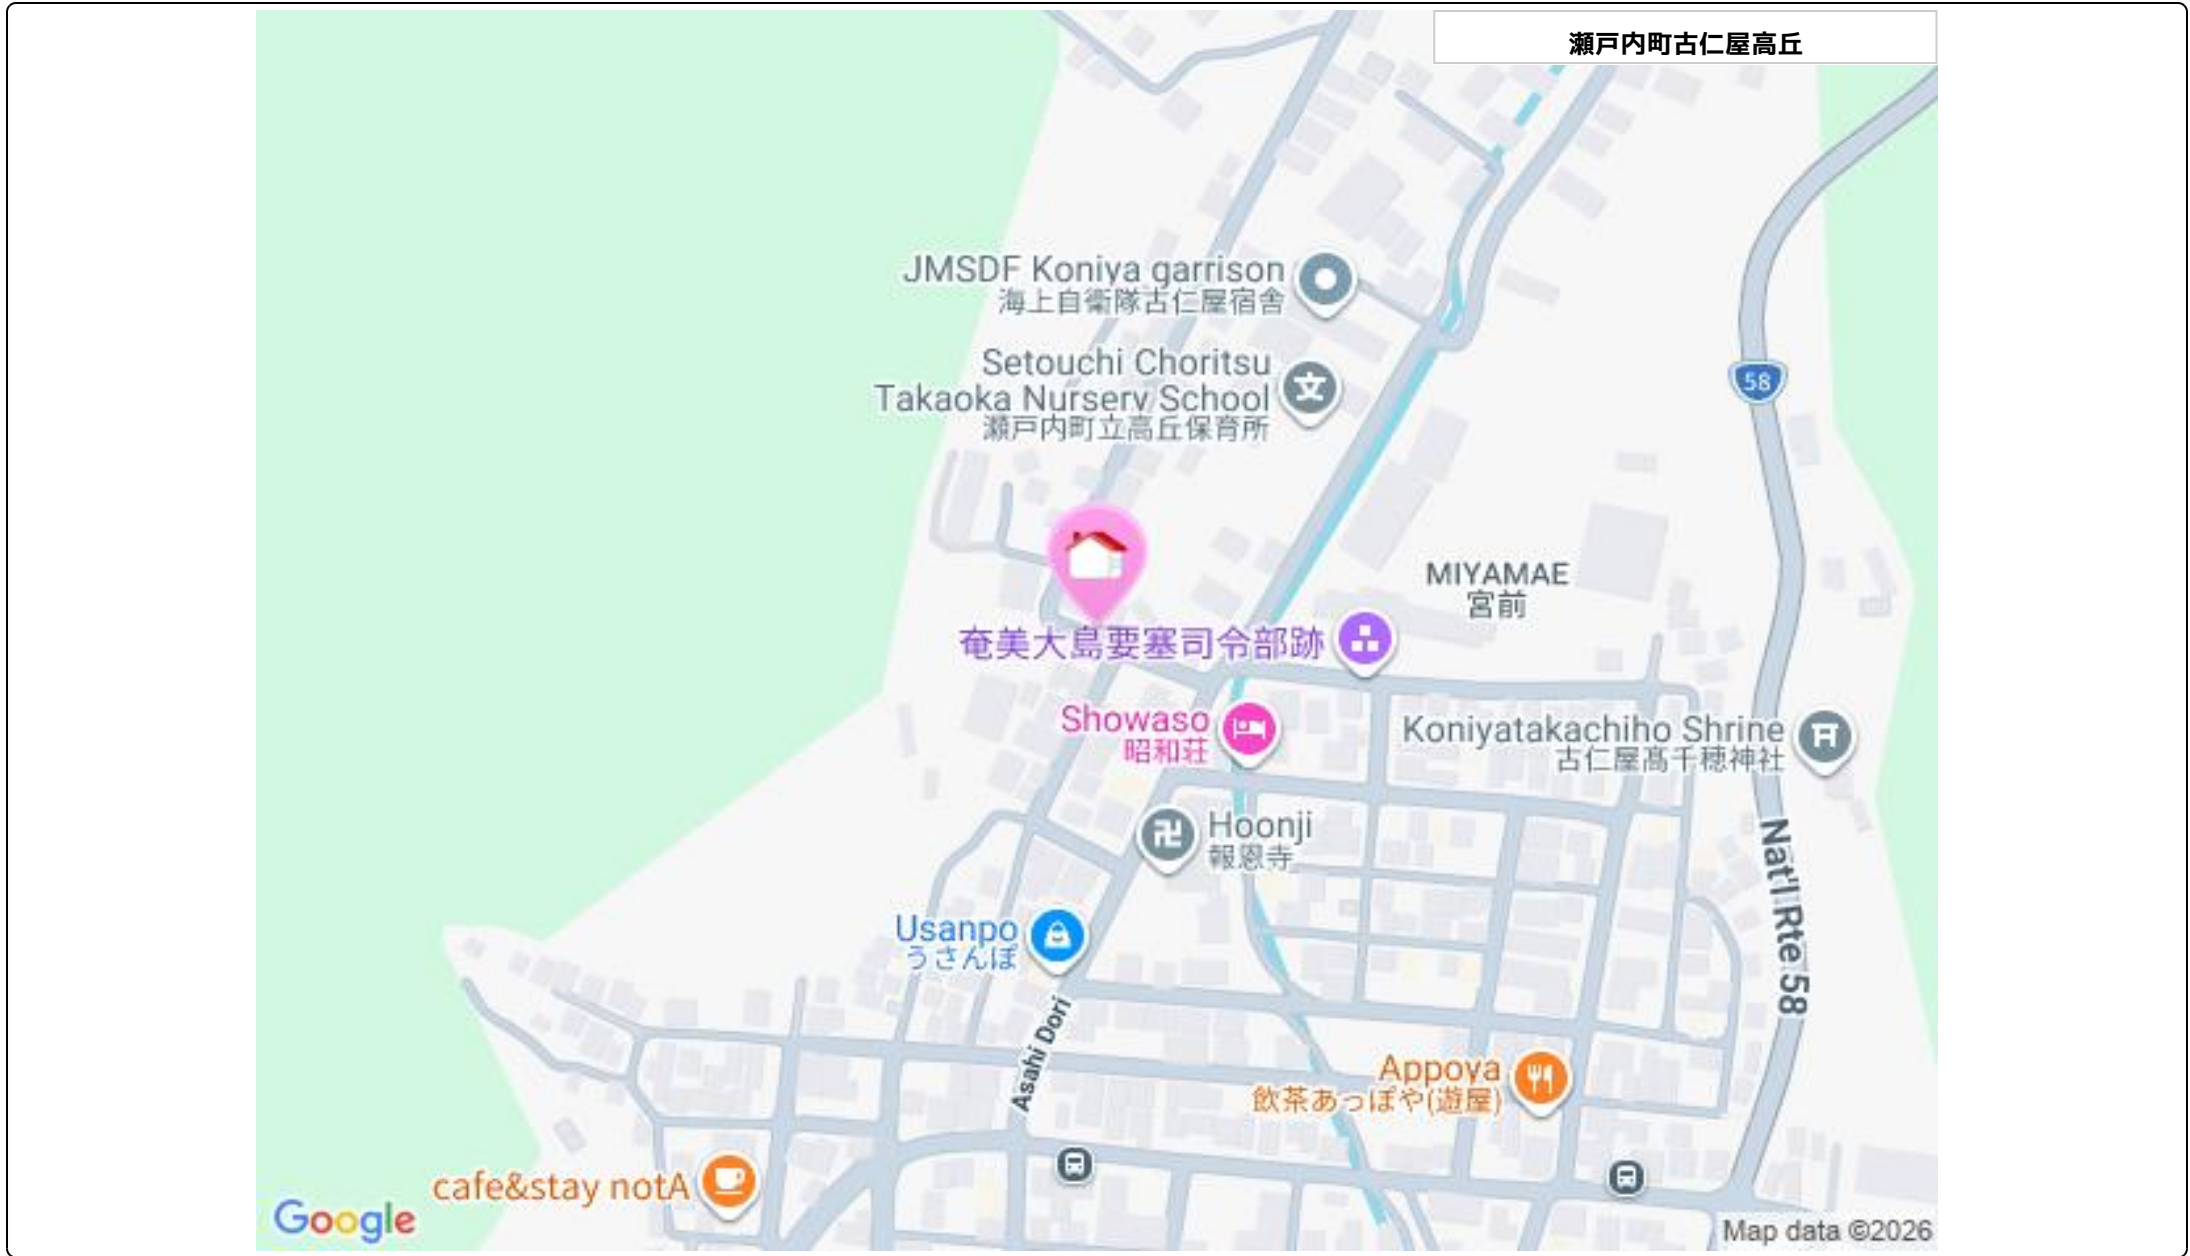 瀬戸内町古仁屋高丘
JMSDF Koniya garrison
海上自衛隊古仁屋宿舎
Setouchi Choritsu
Takaoka Nursery School
瀬戸内町立高丘保育所
文
58
MIYAMAE
宮前
奄美大島要塞司令部跡
Showaso
昭和荘
Koniyatakachiho Shrine
古仁屋髙千穂神社
Hoonji
報恩寺
Nat'l Rte 58
Usanpo
うさんぽ
Asahi Dori
Appoya
飲茶あっぽや(遊屋)
cafe&stay notA
Google
Map data ©2026